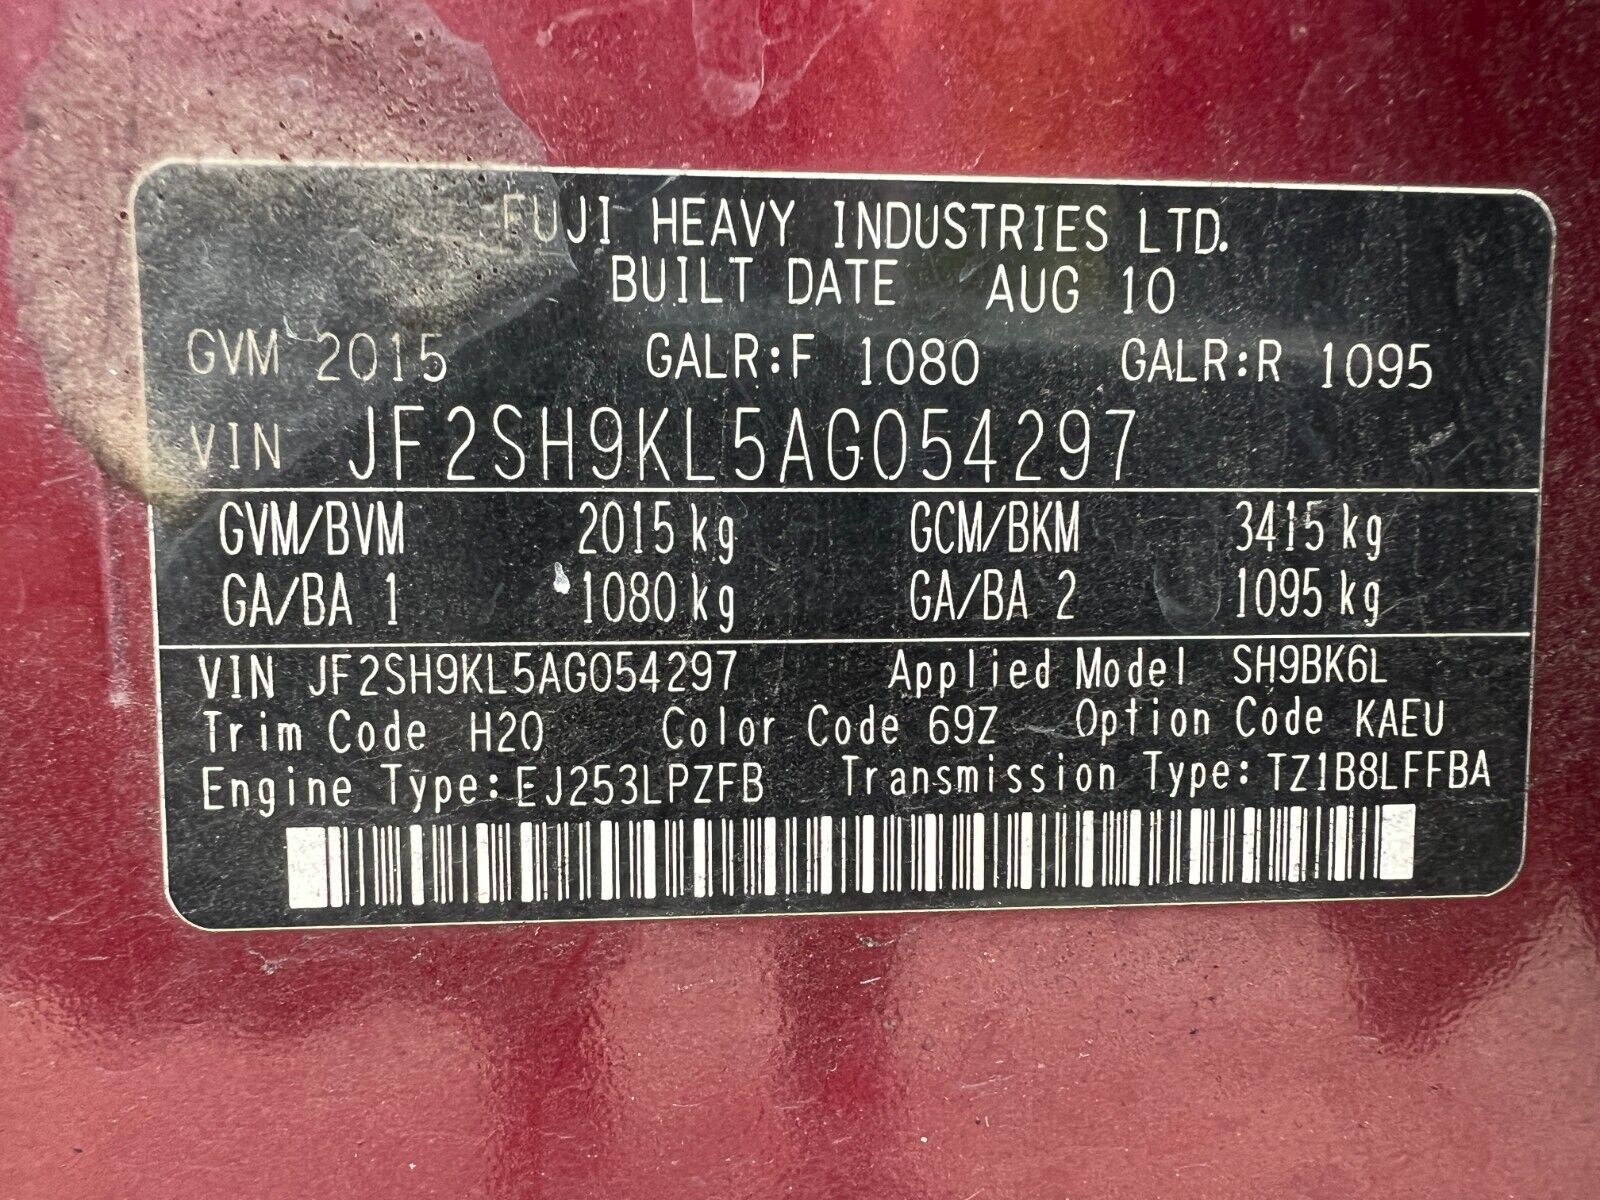 FUJI HEAVY INDUSTRIES LTD.
BUILT DATE AUG 10
GVM 2015 GALR:F 1080 GALR:R 1095
VIN JF2SH9KL5AG054297
GVM/BVM 2015 kg GCM/BKM 3415 kg
GA/BA 1 1080 kg GA/BA 2 1095 kg
VIN JF2SH9KL5AG054297 Applied Model SH9BK6L
Trim Code H20 Color Code 69Z Option Code KAEU
Engine Type:EJ253LPZFB Transmission Type:TZ1B8LFFBA